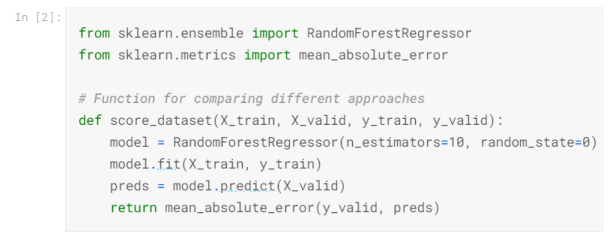 In [2]:
from sklearn.ensemble import RandomForestRegressor
from sklearn.metrics import mean_absolute_error

# Function for comparing different approaches
def score_dataset(X_train, X_valid, y_train, y_valid):
    model = RandomForestRegressor(n_estimators=10, random_state=0)
    model.fit(X_train, y_train)
    preds = model.predict(X_valid)
    return mean_absolute_error(y_valid, preds)